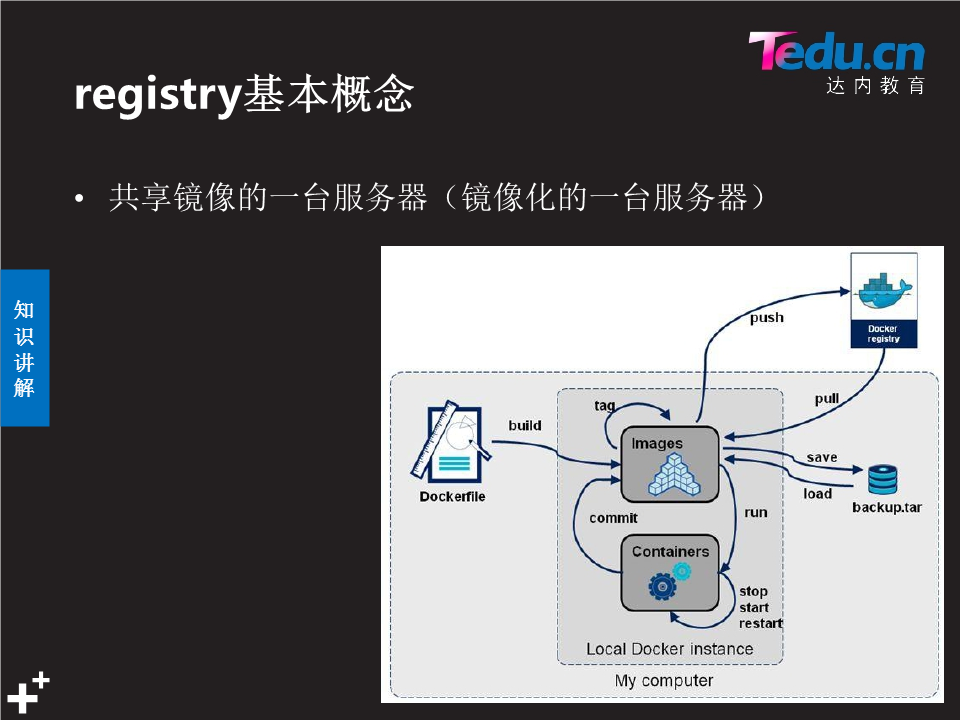 Tedu.cn
达内教育
registry基本概念
• 共享镜像的一台服务器（镜像化的一台服务器）
知
识
讲
解
push
Docker
registry
pull
tag
build
Images
save
load
Dockerfile
backup.tar
commit
run
Containers
stop
start
restart
Local Docker instance
My computer